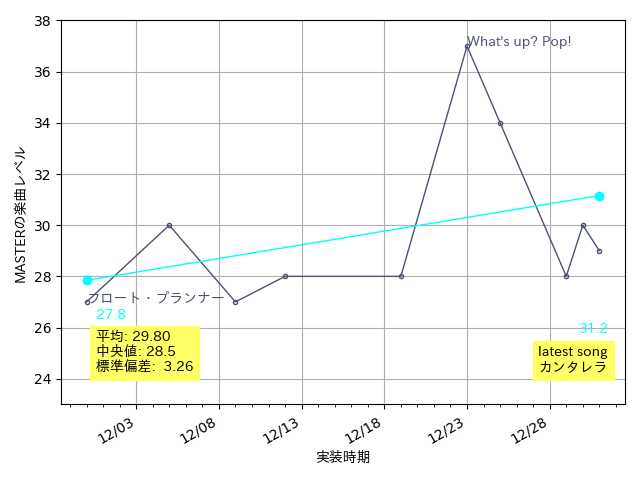 38
36
34
32
30
28
26
24
MASTERの楽曲レベル
What's up? Pop!
フロート・プランナー
27.8
平均: 29.80
中央値: 28.5
標準偏差: 3.26
31.2
latest song
カンタレラ
12/03
12/08
12/13
12/18
12/23
12/28
実装時期